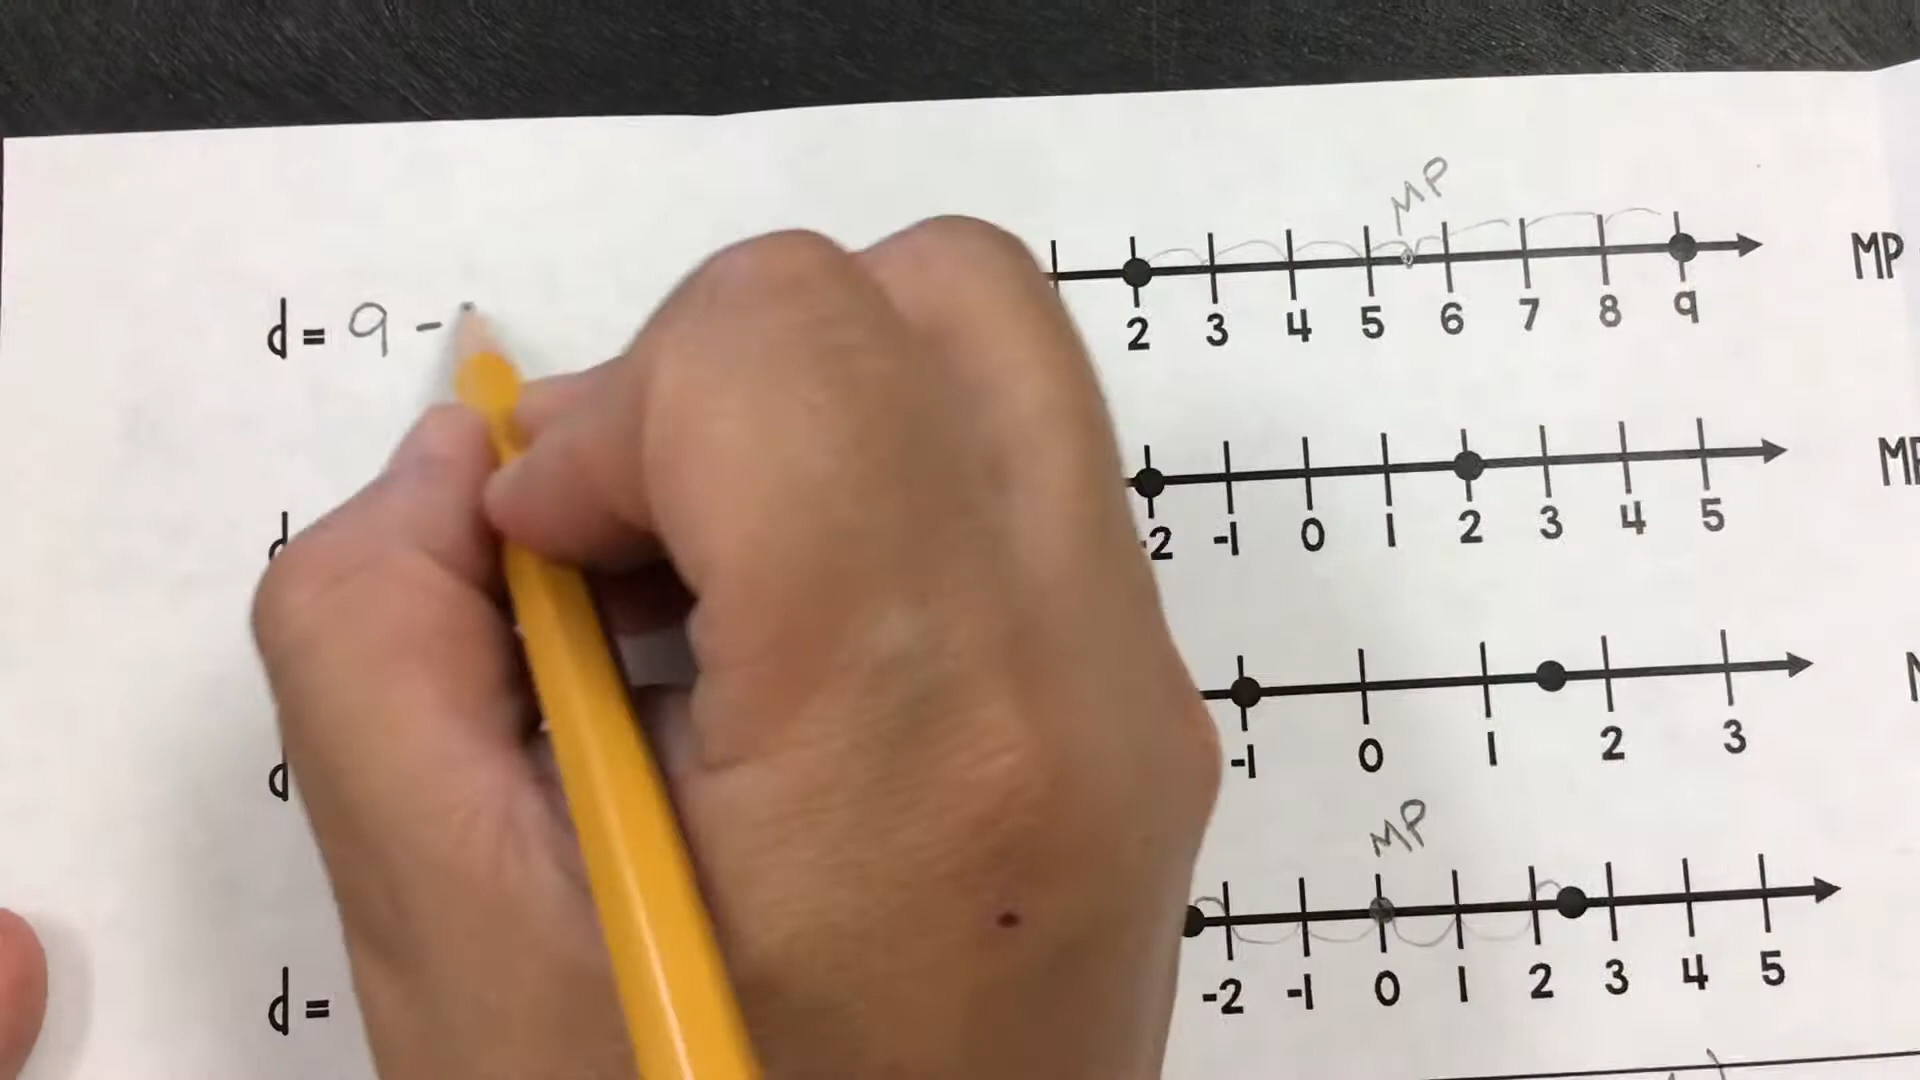 MP
d = 9 -
2 3 4 5 6 7 8 9
MP
d
-2 -1 0 1 2 3 4 5
d
-1 0 1 2 3
MP
d =
-2 -1 0 1 2 3 4 5